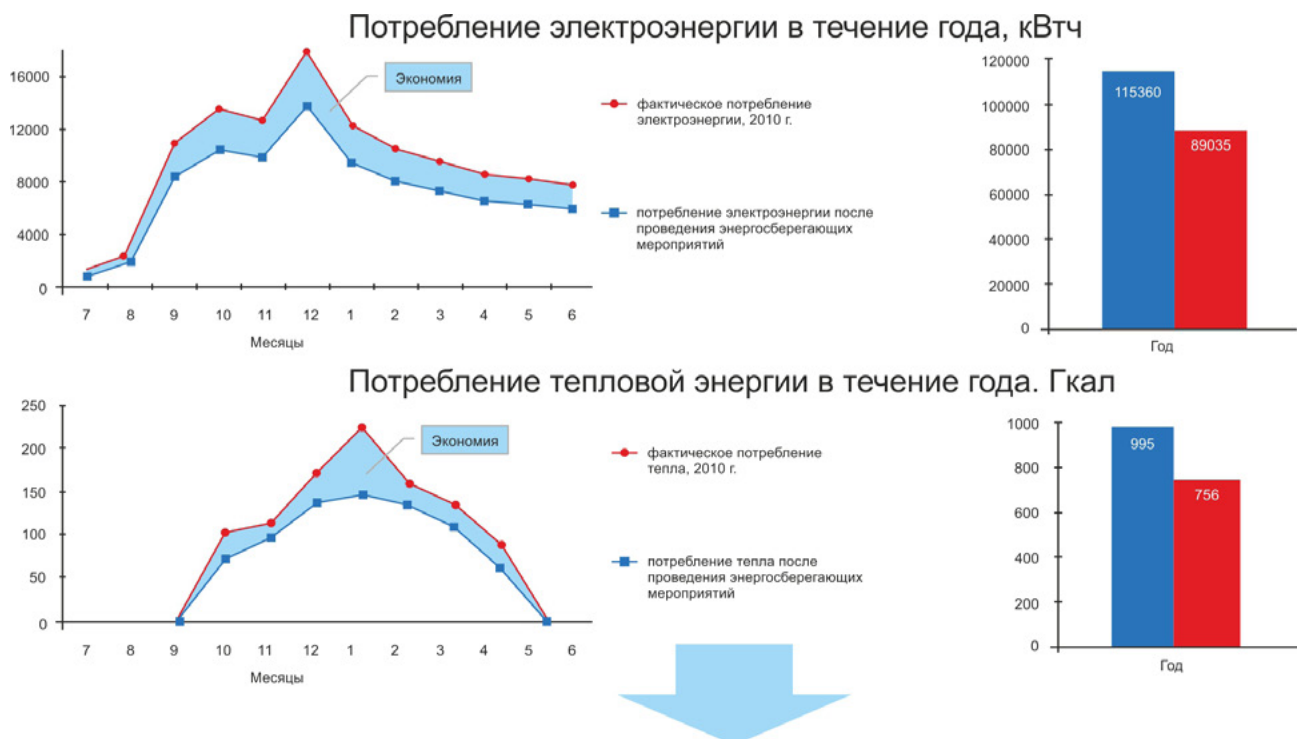 Потребление электроэнергии в течение года, кВтч
16000
12000
8000
4000
0
Экономия
7 8 9 10 11 12 1 2 3 4 5 6
Месяцы
фактическое потребление
электроэнергии, 2010 г.
потребление электроэнергии после
проведения энергосберегающих
мероприятий
120000
100000
80000
60000
40000
20000
0
115360
89035
Год
Потребление тепловой энергии в течение года. Гкал
250
200
150
100
50
0
Экономия
7 8 9 10 11 12 1 2 3 4 5 6
Месяцы
фактическое потребление
тепла, 2010 г.
потребление тепла после
проведения энергосберегающих
мероприятий
1000
800
600
400
200
0
995
756
Год